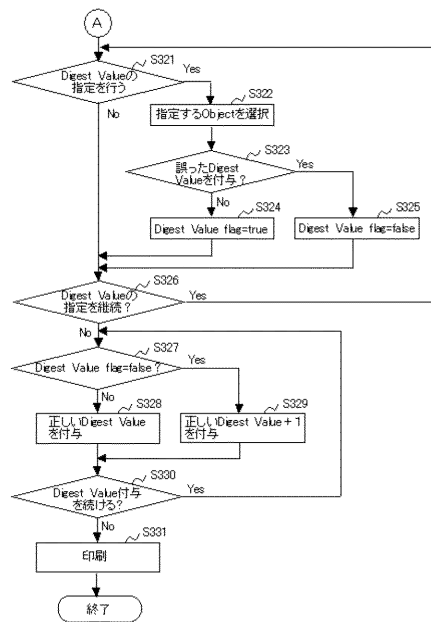 A
S321
Digest Valueの
指定を行う
Yes
No
S322
指定するObjectを選択
S323
誤ったDigest
Valueを付与？
Yes
No
S324
Digest Value flag=true
S325
Digest Value flag=false
S326
Digest Valueの
指定を継続？
Yes
No
S327
Digest Value flag=false？
Yes
No
S328
正しいDigest Value
を付与
S329
正しいDigest Value＋1
を付与
S330
Digest Value付与
を続ける？
Yes
No
S331
印刷
終了